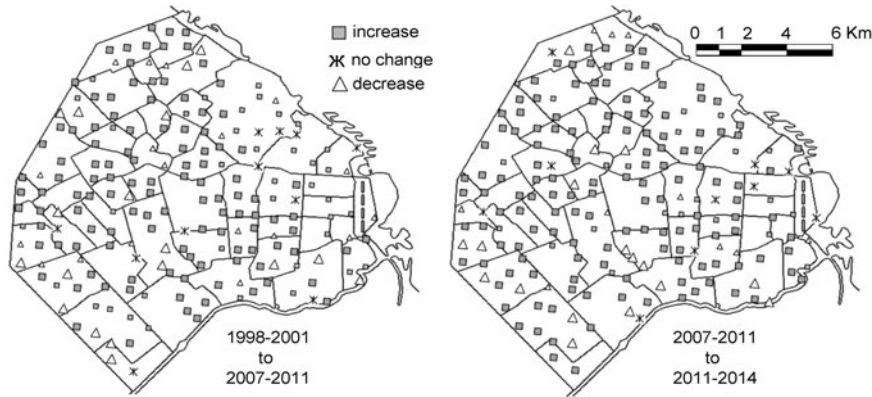 increase
no change
decrease
0 1 2 4 6 Km
1998-2001
to
2007-2011
2007-2011
to
2011-2014